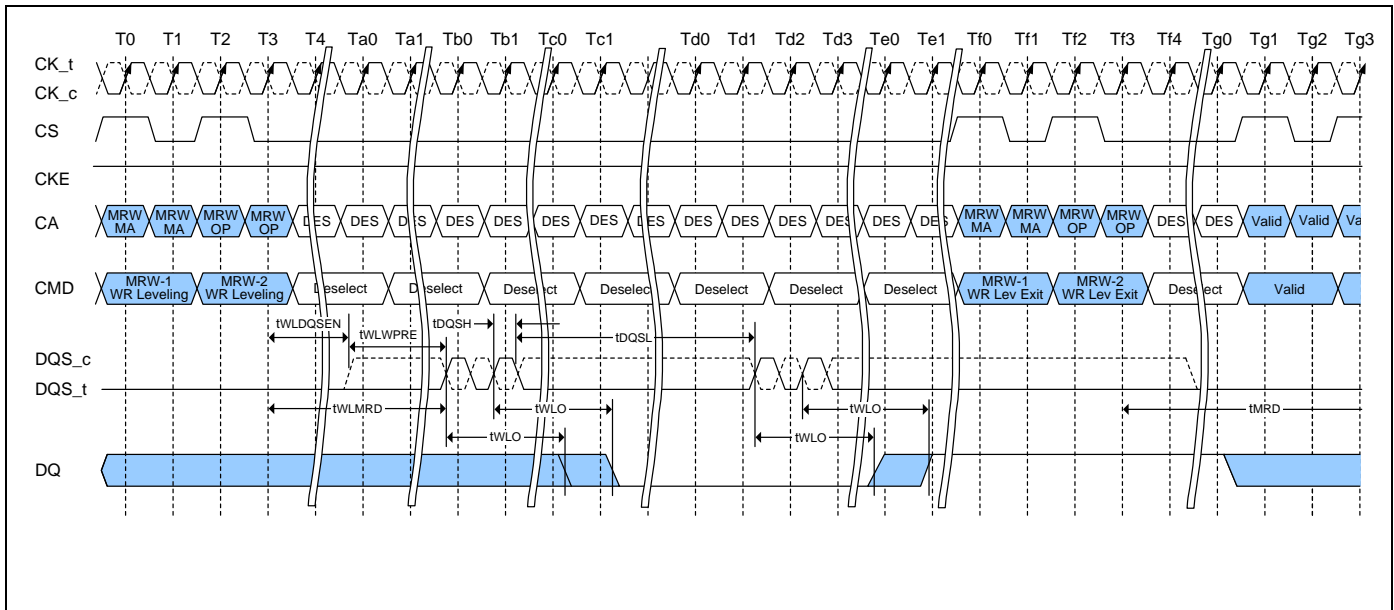 T0 T1 T2 T3 T4 Ta0 Ta1 Tb0 Tb1 Tc0 Tc1 Td0 Td1 Td2 Td3 Te0 Te1 Tf0 Tf1 Tf2 Tf3 Tf4 Tg0 Tg1 Tg2 Tg3
CK_t
CK_c
CS
CKE
MRW MRW MRW MRW MRW MRW MRW MRW
CA DES DES DES DES DES DES DES DES DES DES DES DES DES DES DES DES Valid Valid Va
MA MA OP OP MA MA OP OP
MRW-1 MRW-2 MRW-1 MRW-2
CMD Deselect Deselect Deselect Deselect Deselect Deselect Deselect Deselect Valid
WR Leveling WR Leveling WR Lev Exit WR Lev Exit
tWLDQSEN tDQSH
tWLWPRE tDQSL
DQS_c
DQS_t
tWLMRD tWLO tWLO tMRD
tWLO tWLO
DQ